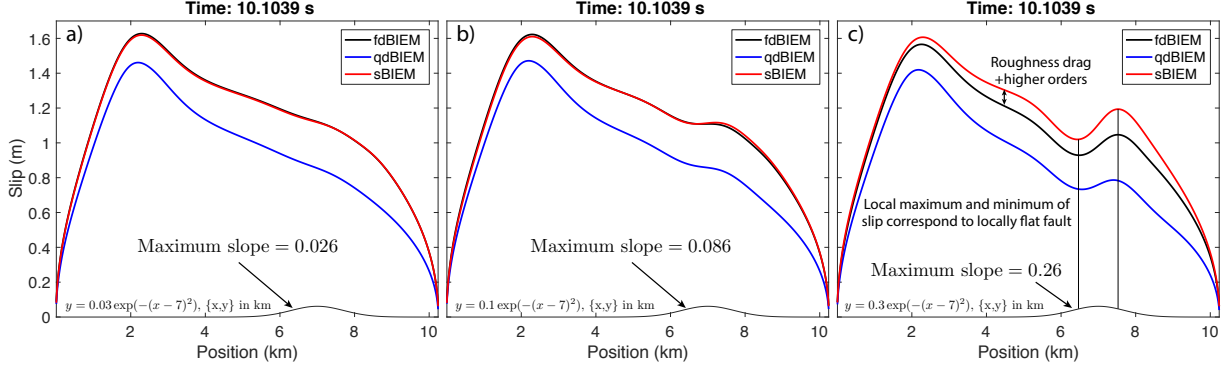 Time: 10.1039 s
a)
fdBIEM
qdBIEM
sBIEM
Slip (m)
1.6
1.4
1.2
1
0.8
0.6
0.4
0.2
0
Maximum slope = 0.026
y = 0.03 exp(−(x − 7)²), {x,y} in km
2
4
6
8
10
Position (km)
Time: 10.1039 s
b)
fdBIEM
qdBIEM
sBIEM
Maximum slope = 0.086
y = 0.1 exp(−(x − 7)²), {x,y} in km
2
4
6
8
10
Position (km)
Time: 10.1039 s
c)
fdBIEM
qdBIEM
sBIEM
Roughness drag
+higher orders
Local maximum and minimum of
slip correspond to locally flat fault
Maximum slope = 0.26
y = 0.3 exp(−(x − 7)²), {x,y} in km
2
4
6
8
10
Position (km)